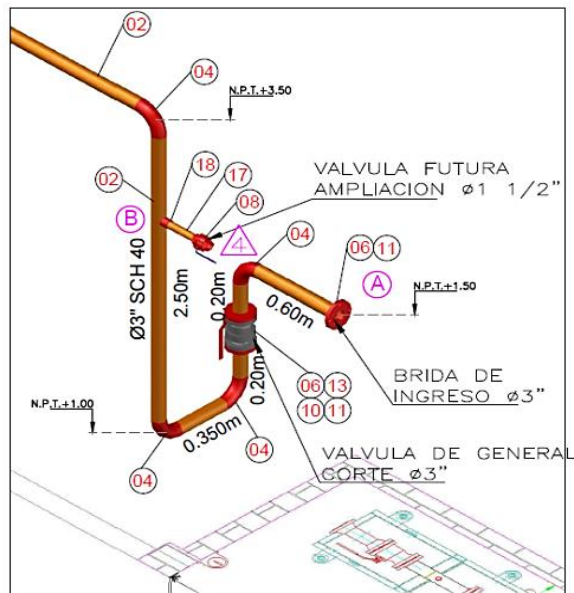 02
04
N.P.T.+3.50
VALVULA FUTURA
AMPLIACION ø1 1/2"
02
18
17
08
B
4
04
06 11
A
N.P.T.+1.50
Ø3" SCH 40
2.50m
0.20m
0.60m
0.20m
06 13
10 11
BRIDA DE
INGRESO ø3"
N.P.T.+1.00
0.350m
04
04
VALVULA DE GENERAL
CORTE ø3"